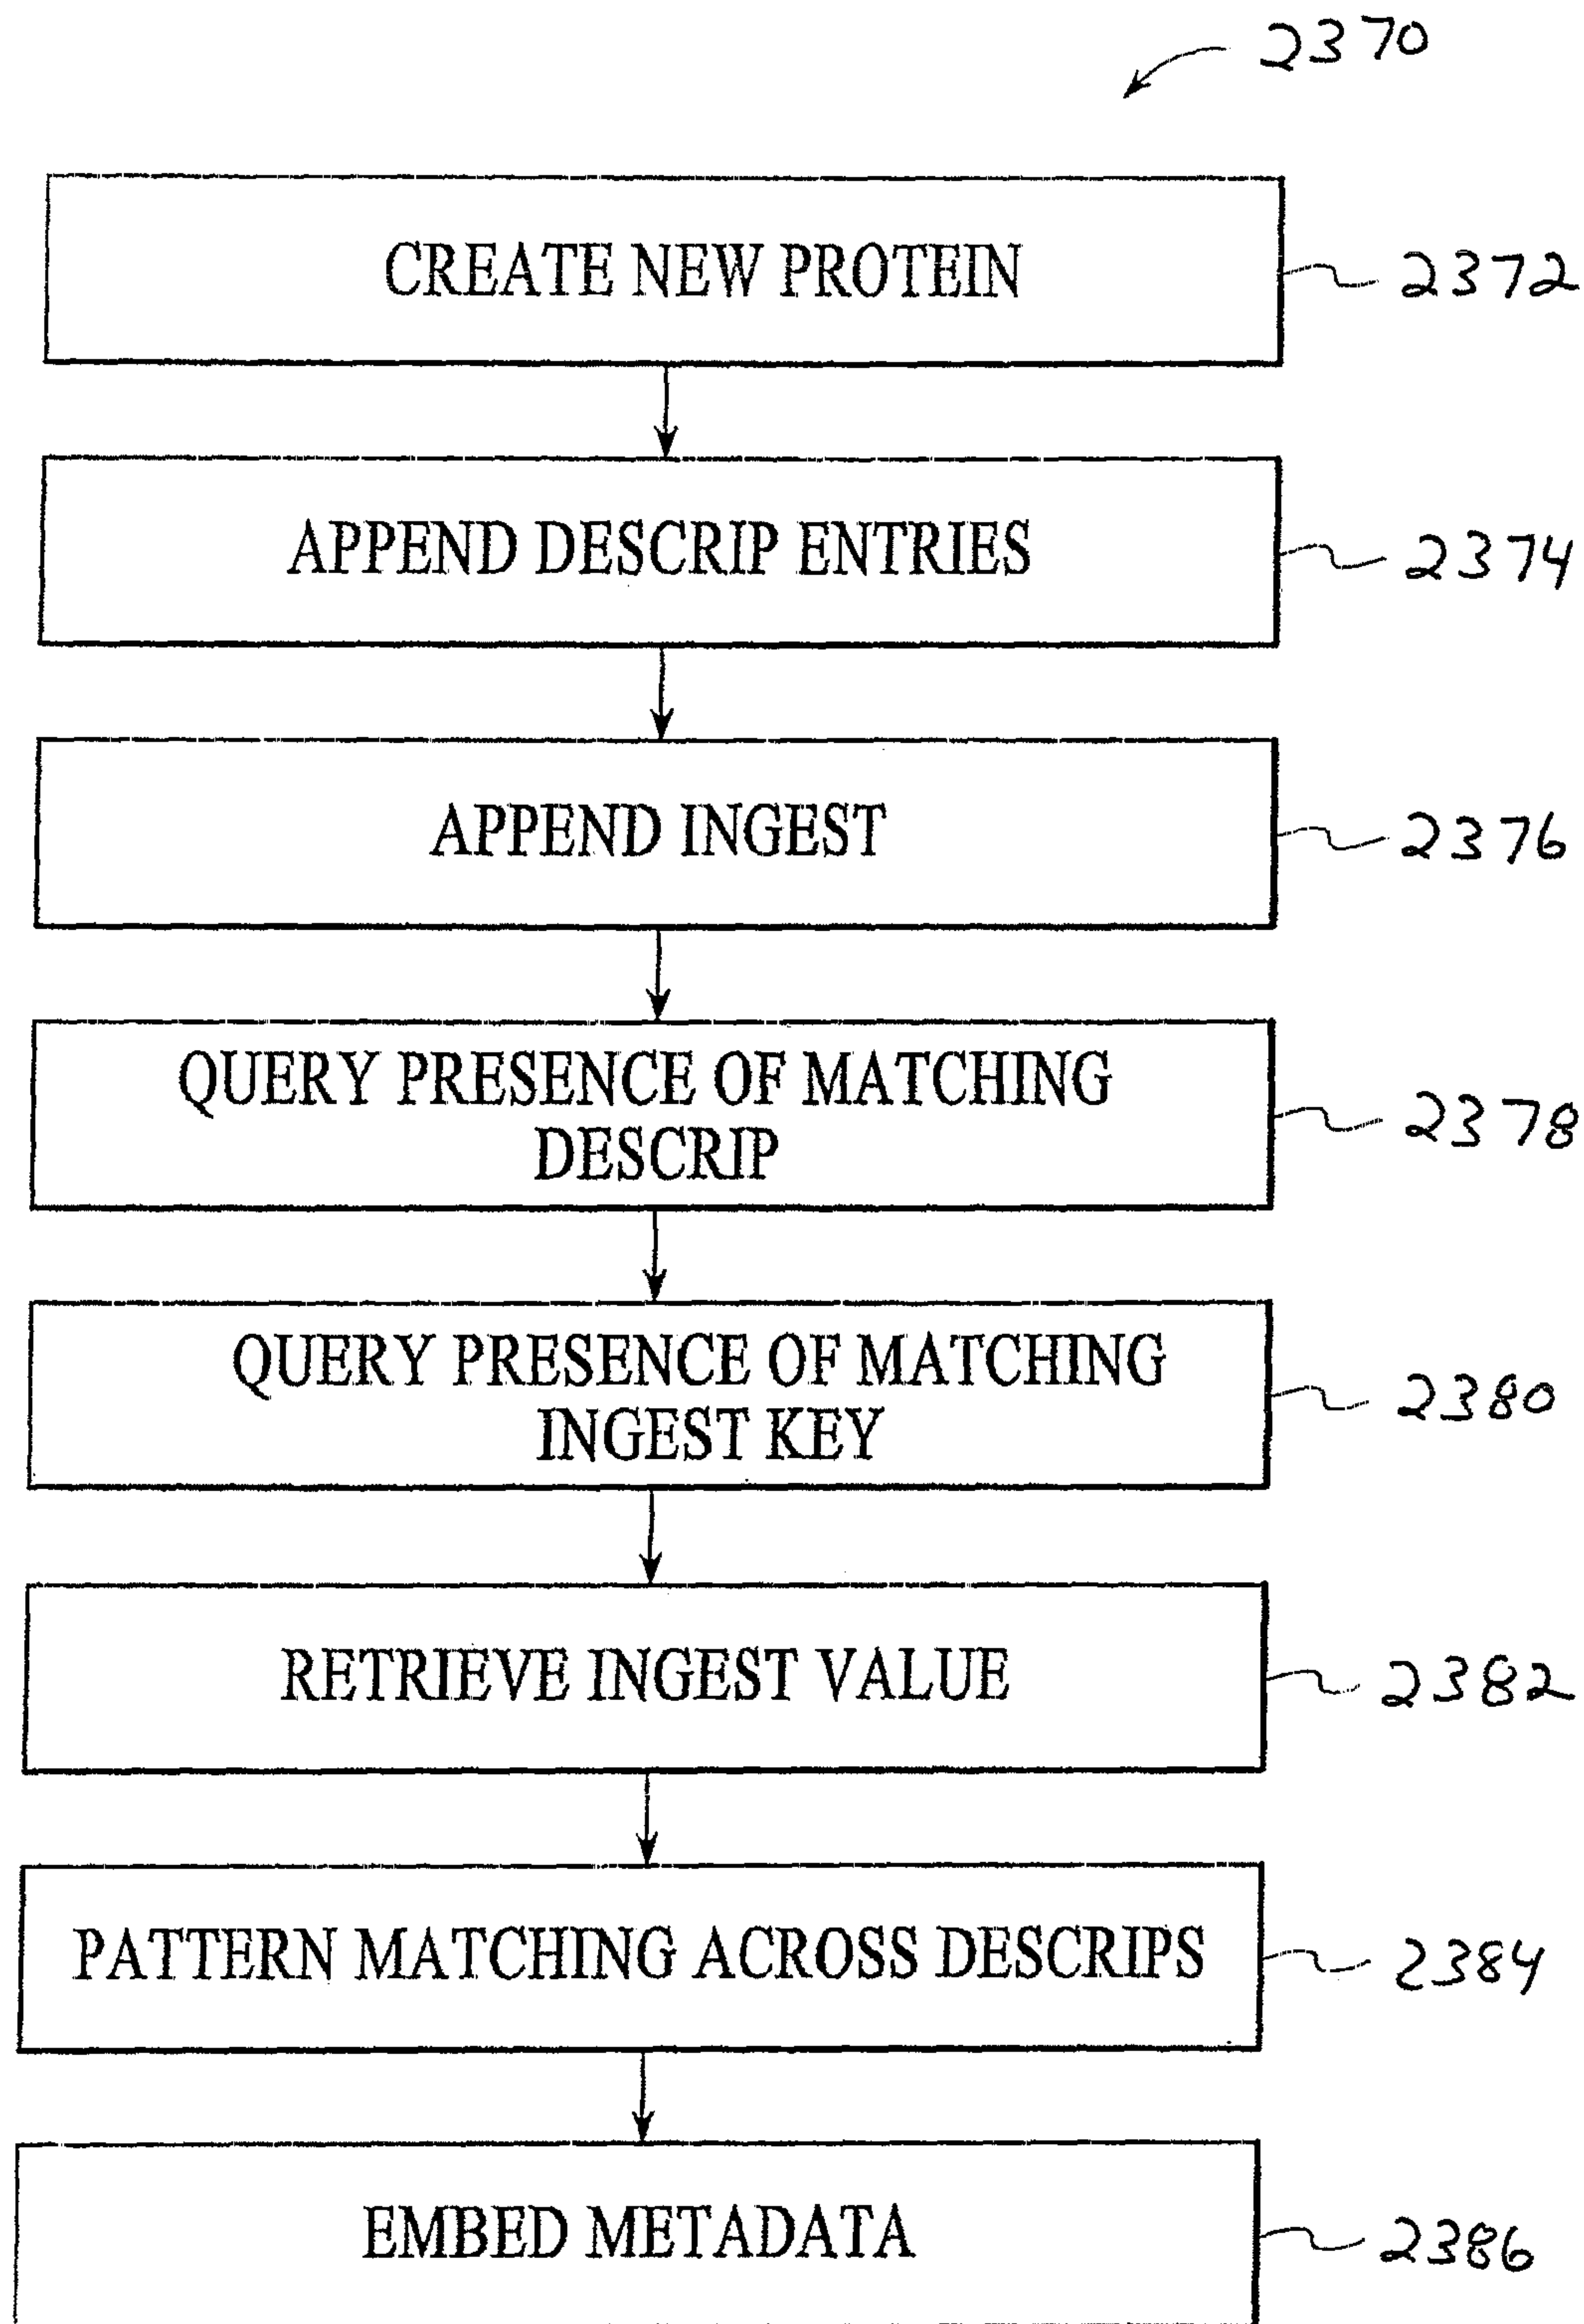 2370
CREATE NEW PROTEIN
2372
APPEND DESCRIP ENTRIES
2374
APPEND INGEST
2376
QUERY PRESENCE OF MATCHING
DESCRIP
2378
QUERY PRESENCE OF MATCHING
INGEST KEY
2380
RETRIEVE INGEST VALUE
2382
PATTERN MATCHING ACROSS DESCRIPS
2384
EMBED METADATA
2386